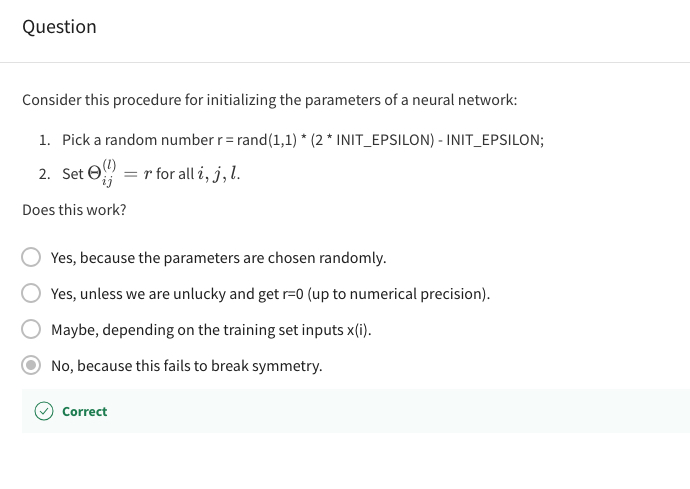 Question
Consider this procedure for initializing the parameters of a neural network:
1. Pick a random number r = rand(1,1) * (2 * INIT_EPSILON) - INIT_EPSILON;
2. Set Θ_{ij}^{(l)} = r for all i, j, l.
Does this work?
Yes, because the parameters are chosen randomly.
Yes, unless we are unlucky and get r=0 (up to numerical precision).
Maybe, depending on the training set inputs x(i).
No, because this fails to break symmetry.
Correct